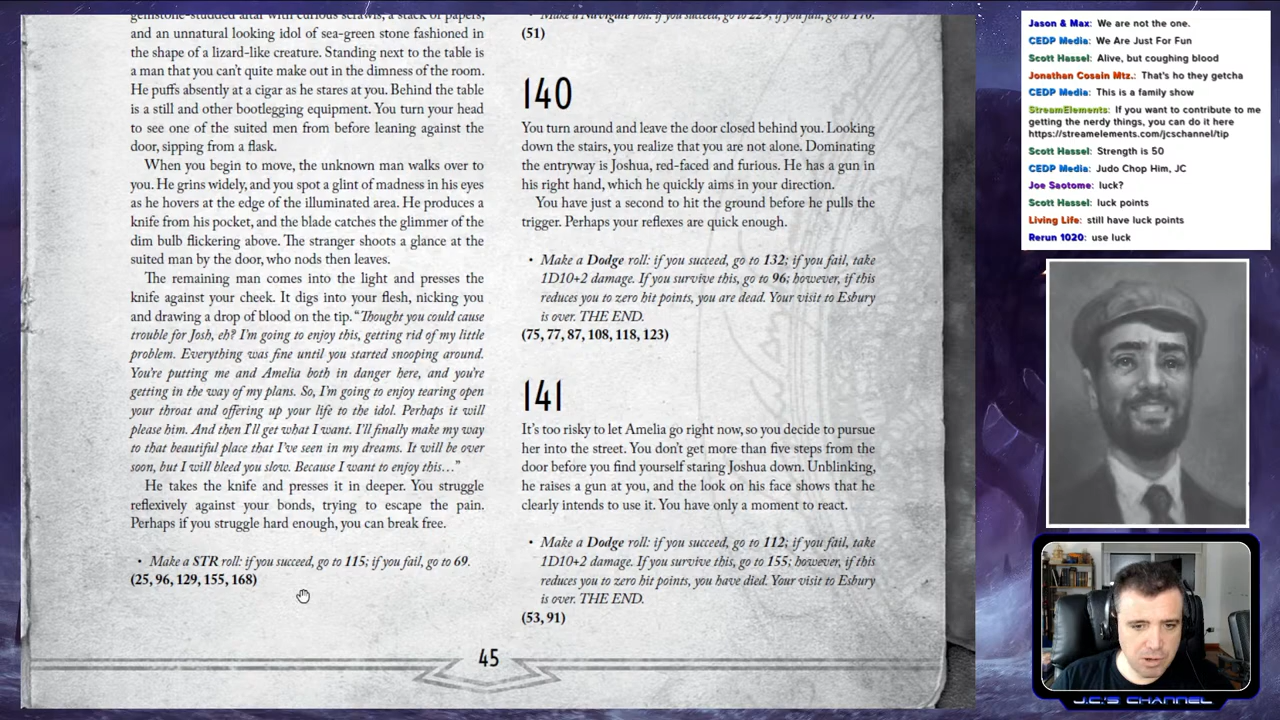 gemstone-studded altar with curious scrawls, a stack of papers,
and an unnatural looking idol of sea-green stone fashioned in
the shape of a lizard-like creature. Standing next to the table is
a man that you can't quite make out in the dimness of the room.
He puffs absently at a cigar as he stares at you. Behind the table
is a still and other bootlegging equipment. You turn your head
to see one of the suited men from before leaning against the
door, sipping from a flask.
When you begin to move, the unknown man walks over to
you. He grins widely, and you spot a glint of madness in his eyes
as he hovers at the edge of the illuminated area. He produces a
knife from his pocket, and the blade catches the glimmer of the
dim bulb flickering above. The stranger shoots a glance at the
suited man by the door, who nods then leaves.
The remaining man comes into the light and presses the
knife against your cheek. It digs into your flesh, nicking you
and drawing a drop of blood on the tip. "Thought you could cause
trouble for Josh, eh? I'm going to enjoy this, getting rid of my little
problem. Everything was fine until you started snooping around.
You're putting me and Amelia both in danger here, and you're
getting in the way of my plans. So, I'm going to enjoy tearing open
your throat and offering up your life to the idol. Perhaps it will
please him. And then I'll get what I want. I'll finally make my way
to that beautiful place that I've seen in my dreams. It will be over
soon, but I will bleed you slow. Because I want to enjoy this…"
He takes the knife and presses it in deeper. You struggle
reflexively against your bonds, trying to escape the pain.
Perhaps if you struggle hard enough, you can break free.
• Make a STR roll: if you succeed, go to 115; if you fail, go to 69.
(25, 96, 129, 155, 168)
• Make a Navigate roll: if you succeed, go to 229; if you fail, go to 170.
(51)
140
You turn around and leave the door closed behind you. Looking
down the stairs, you realize that you are not alone. Dominating
the entryway is Joshua, red-faced and furious. He has a gun in
his right hand, which he quickly aims in your direction.
You have just a second to hit the ground before he pulls the
trigger. Perhaps your reflexes are quick enough.
• Make a Dodge roll: if you succeed, go to 132; if you fail, take
1D10+2 damage. If you survive this, go to 96; however, if this
reduces you to zero hit points, you are dead. Your visit to Esbury
is over. THE END.
(75, 77, 87, 108, 118, 123)
141
It's too risky to let Amelia go right now, so you decide to pursue
her into the street. You don't get more than five steps from the
door before you find yourself staring Joshua down. Unblinking,
he raises a gun at you, and the look on his face shows that he
clearly intends to use it. You have only a moment to react.
• Make a Dodge roll: if you succeed, go to 112; if you fail, take
1D10+2 damage. If you survive this, go to 155; however, if this
reduces you to zero hit points, you have died. Your visit to Esbury
is over. THE END.
(53, 91)
45
Jason & Max: We are not the one.
CEDP Media: We Are Just For Fun
Scott Hassel: Alive, but coughing blood
Jonathan Cosain Mtz.: That's ho they getcha
CEDP Media: This is a family show
StreamElements: If you want to contribute to me
getting the nerdy things, you can do it here
https://streamelements.com/jcschannel/tip
Scott Hassel: Strength is 50
CEDP Media: Judo Chop Him, JC
Joe Saotome: luck?
Scott Hassel: luck points
Living Life: still have luck points
Rerun 1020: use luck
J.C.'S CHANNEL